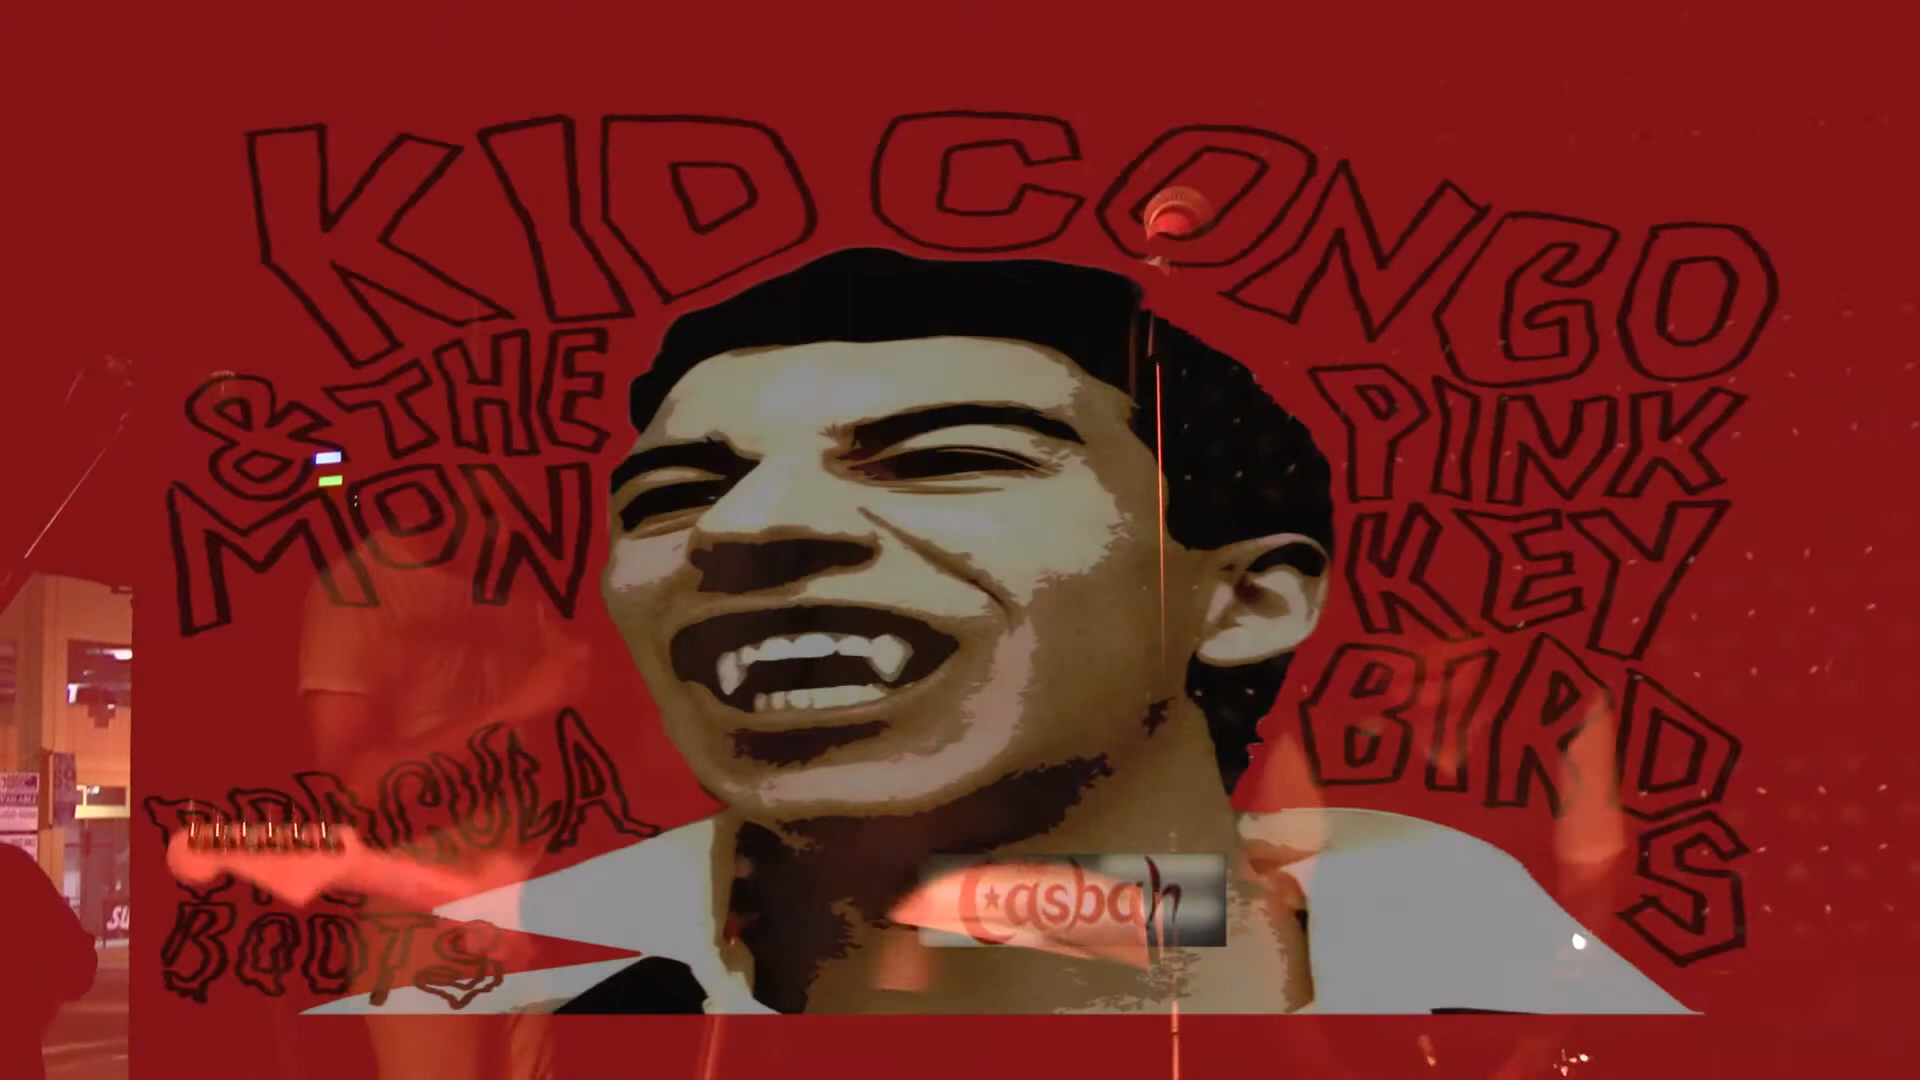 KID CONGO
& THE
MON
PINK
KEY
BIRDS
DRACULA
BOOTS
Casbah